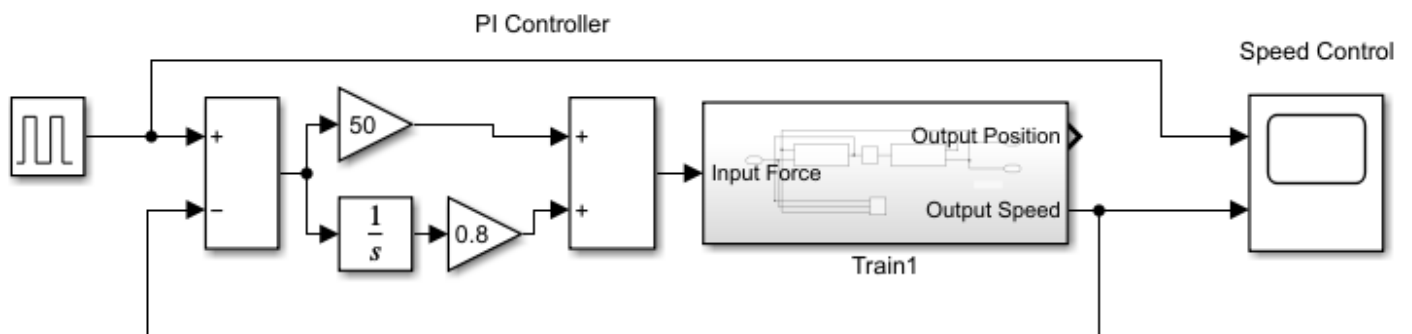 PI Controller
Speed Control
+
−
50
1
s
0.8
+
+
Input Force
Output Position
Output Speed
Train1